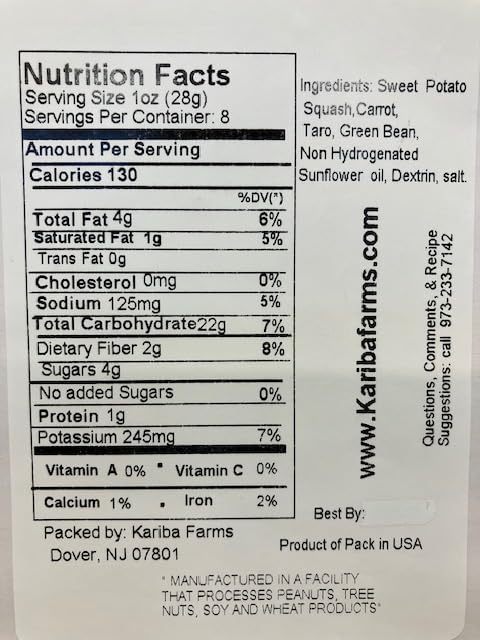 Nutrition Facts
Serving Size 1oz (28g)
Servings Per Container: 8
Amount Per Serving
Calories 130
%DV(*)
Total Fat 4g 6%
Saturated Fat 1g 5%
Trans Fat 0g
Cholesterol 0mg 0%
Sodium 125mg 5%
Total Carbohydrate22g 7%
Dietary Fiber 2g 8%
Sugars 4g
No added Sugars 0%
Protein 1g
Potassium 245mg 7%
Vitamin A 0% • Vitamin C 0%
Calcium 1% • Iron 2%
Packed by: Kariba Farms
Dover, NJ 07801
Ingredients: Sweet Potato
Squash,Carrot,
Taro, Green Bean,
Non Hydrogenated
Sunflower oil, Dextrin, salt.
www.Karibafarms.com
Questions, Comments, & Recipe
Suggestions: call 973-233-7142
Best By:
Product of Pack in USA
* MANUFACTURED IN A FACILITY
THAT PROCESSES PEANUTS, TREE
NUTS, SOY AND WHEAT PRODUCTS*